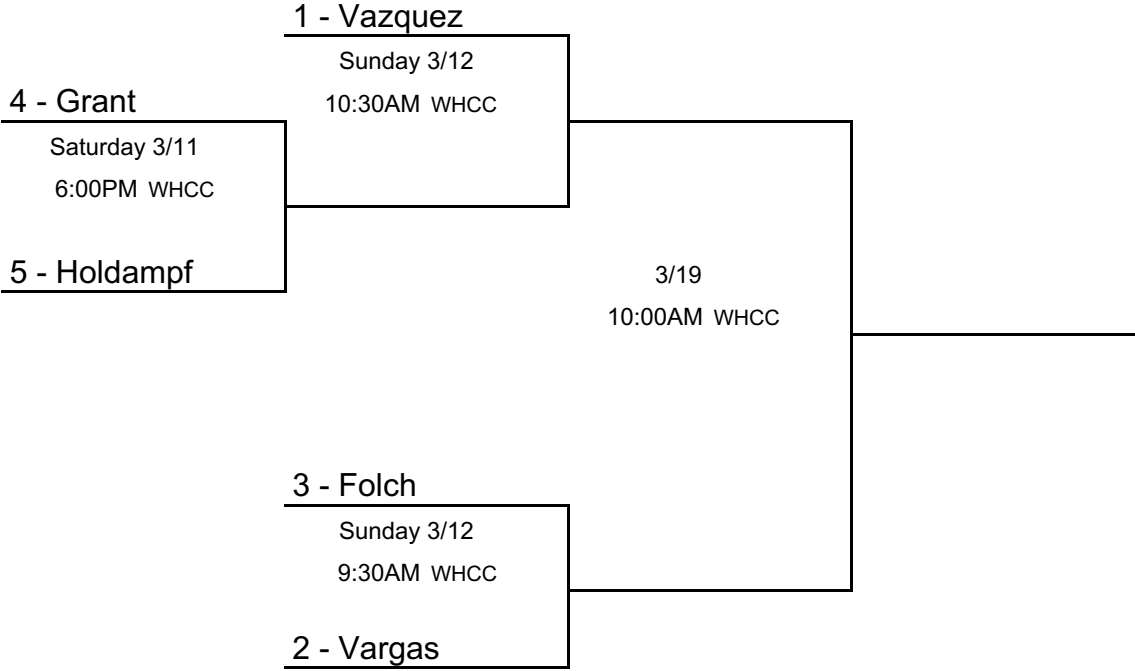 1 - Vazquez
Sunday 3/12
10:30AM WHCC
4 - Grant
Saturday 3/11
6:00PM WHCC
5 - Holdampf
3/19
10:00AM WHCC
3 - Folch
Sunday 3/12
9:30AM WHCC
2 - Vargas